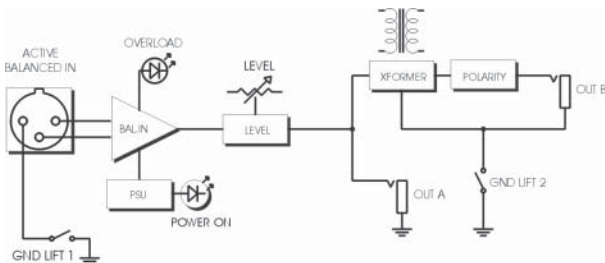 ACTIVE
BALANCED IN
OVERLOAD
LEVEL
BAL IN
LEVEL
XFORMER
POLARITY
OUT B
PSU
POWER ON
OUT A
GND LIFT 2
GND LIFT 1